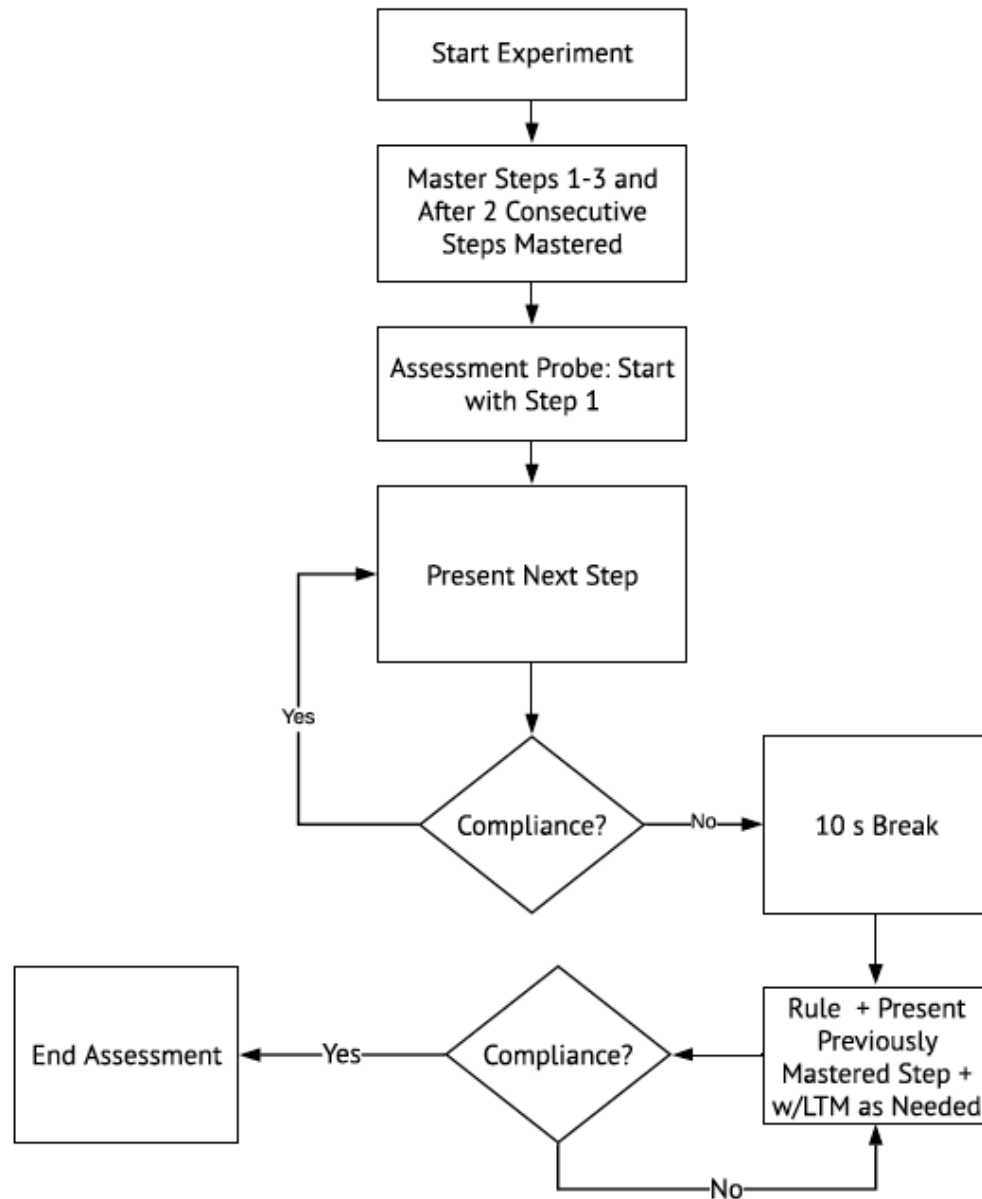 Start Experiment
Master Steps 1-3 and
After 2 Consecutive
Steps Mastered
Assessment Probe: Start
with Step 1
Present Next Step
Yes
Compliance?
No
10 s Break
Rule + Present
Previously
Mastered Step +
w/LTM as Needed
Compliance?
Yes
End Assessment
No